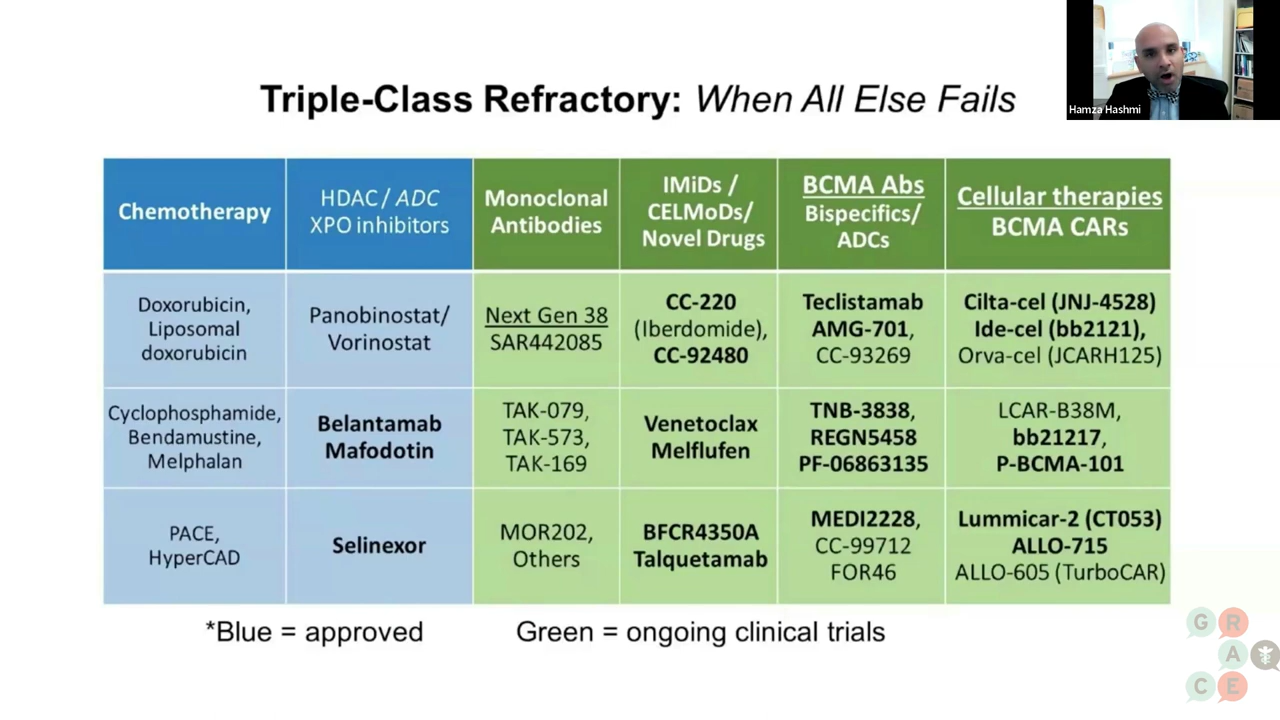 Hamza Hashmi
Triple-Class Refractory: When All Else Fails
Chemotherapy
HDAC / ADC
XPO inhibitors
Monoclonal
Antibodies
IMiDs /
CELMoDs/
Novel Drugs
BCMA Abs
Bispecifics/
ADCs
Cellular therapies
BCMA CARs
Doxorubicin,
Liposomal
doxorubicin
Panobinostat/
Vorinostat
Next Gen 38
SAR442085
CC-220
(Iberdomide),
CC-92480
Teclistamab
AMG-701,
CC-93269
Cilta-cel (JNJ-4528)
Ide-cel (bb2121),
Orva-cel (JCARH125)
Cyclophosphamide,
Bendamustine,
Melphalan
Belantamab
Mafodotin
TAK-079,
TAK-573,
TAK-169
Venetoclax
Melflufen
TNB-3838,
REGN5458
PF-06863135
LCAR-B38M,
bb21217,
P-BCMA-101
PACE,
HyperCAD
Selinexor
MOR202,
Others
BFCR4350A
Talquetamab
MEDI2228,
CC-99712
FOR46
Lummicar-2 (CT053)
ALLO-715
ALLO-605 (TurboCAR)
*Blue = approved
Green = ongoing clinical trials
G R
A
C E